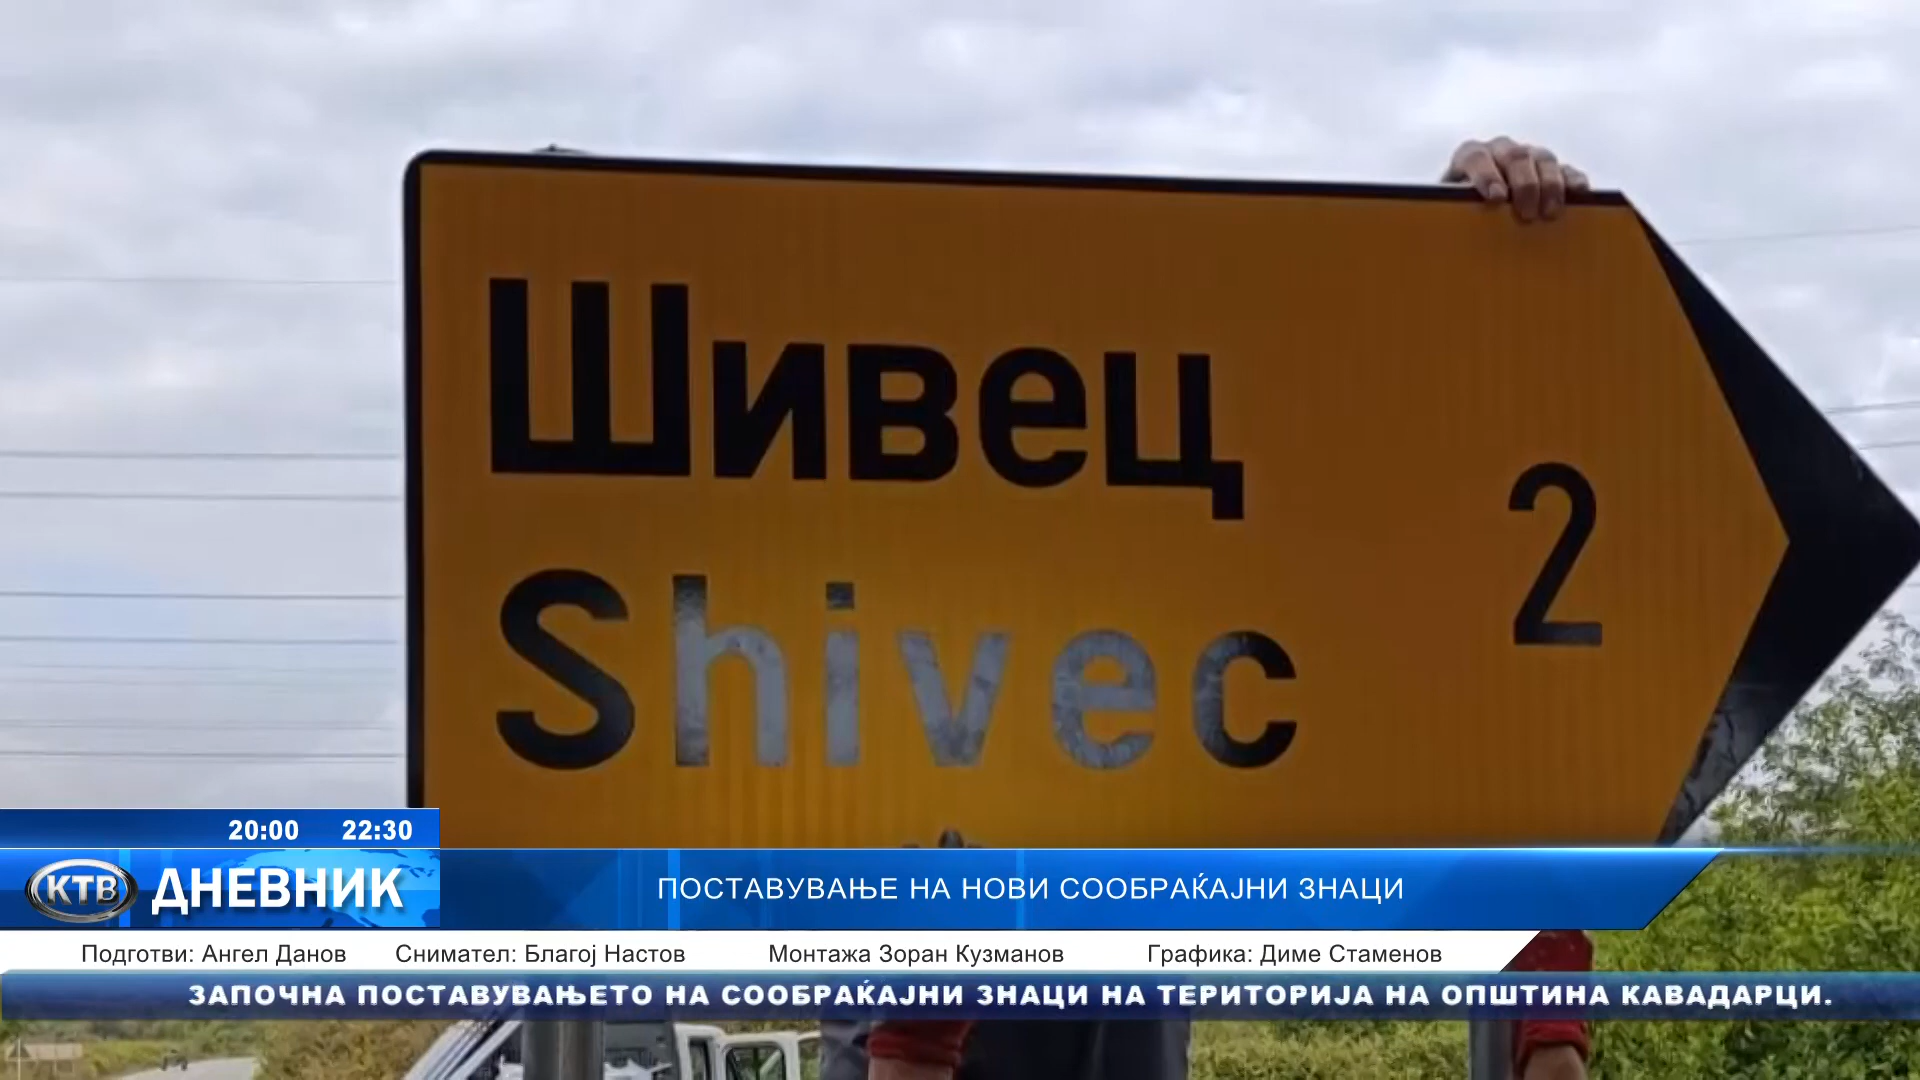 Шивец
2
Shivec
20:00 22:30
КТВ ДНЕВНИК
ПОСТАВУВАЊЕ НА НОВИ СООБРАЌАЈНИ ЗНАЦИ
Подготви: Ангел Данов Снимател: Благој Настов Монтажа Зоран Кузманов Графика: Диме Стаменов
ЗАПОЧНА ПОСТАВУВАЊЕТО НА СООБРАЌАЈНИ ЗНАЦИ НА ТЕРИТОРИЈА НА ОПШТИНА КАВАДАРЦИ.